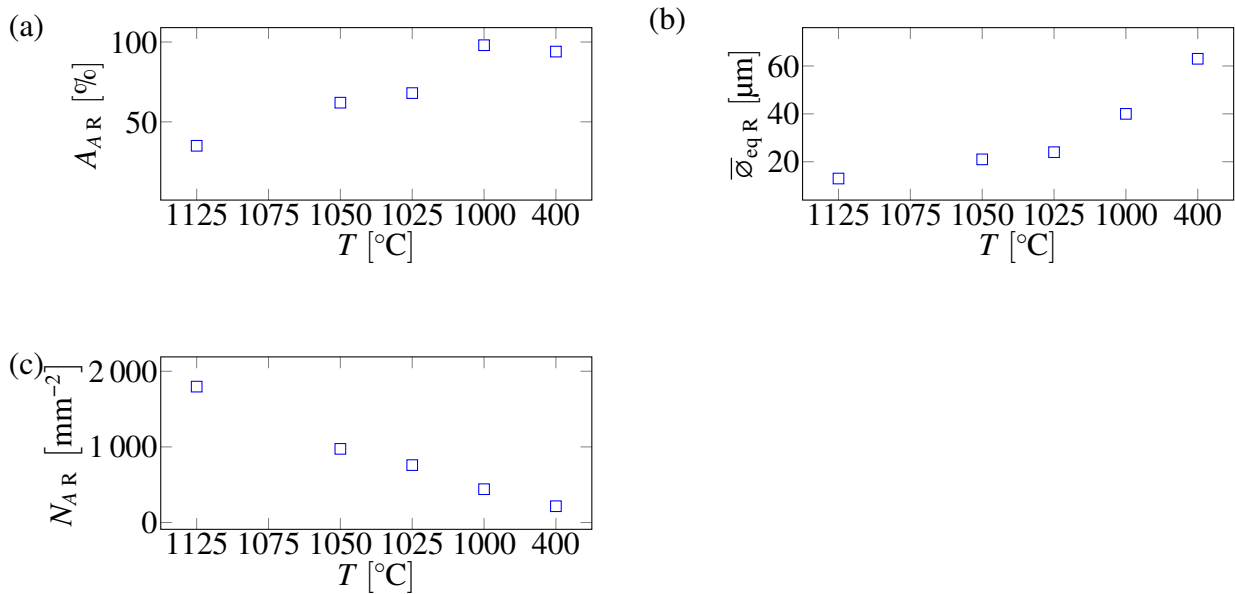 (a)
A_{A R} [%]
100
50
1125 1075 1050 1025 1000 400
T [°C]
(b)
\overline{⌀}_{eq R} [μm]
60
40
20
1125 1075 1050 1025 1000 400
T [°C]
(c)
N_{A R} [mm⁻²]
2 000
1 000
0
1125 1075 1050 1025 1000 400
T [°C]